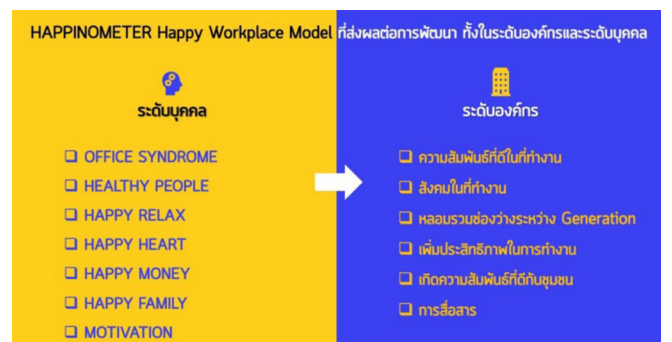 HAPPINOMETER Happy Workplace Model ที่ส่งผลต่อการพัฒนา ทั้งในระดับองค์กรและระดับบุคคล
ระดับบุคคล
❑ OFFICE SYNDROME
❑ HEALTHY PEOPLE
❑ HAPPY RELAX
❑ HAPPY HEART
❑ HAPPY MONEY
❑ HAPPY FAMILY
❑ MOTIVATION
ระดับองค์กร
❑ ความสัมพันธ์ที่ดีในที่ทำงาน
❑ สังคมในที่ทำงาน
❑ หลอมรวมช่องว่างระหว่าง Generation
❑ เพิ่มประสิทธิภาพในการทำงาน
❑ เกิดความสัมพันธ์ที่ดีกับชุมชน
❑ การสื่อสาร